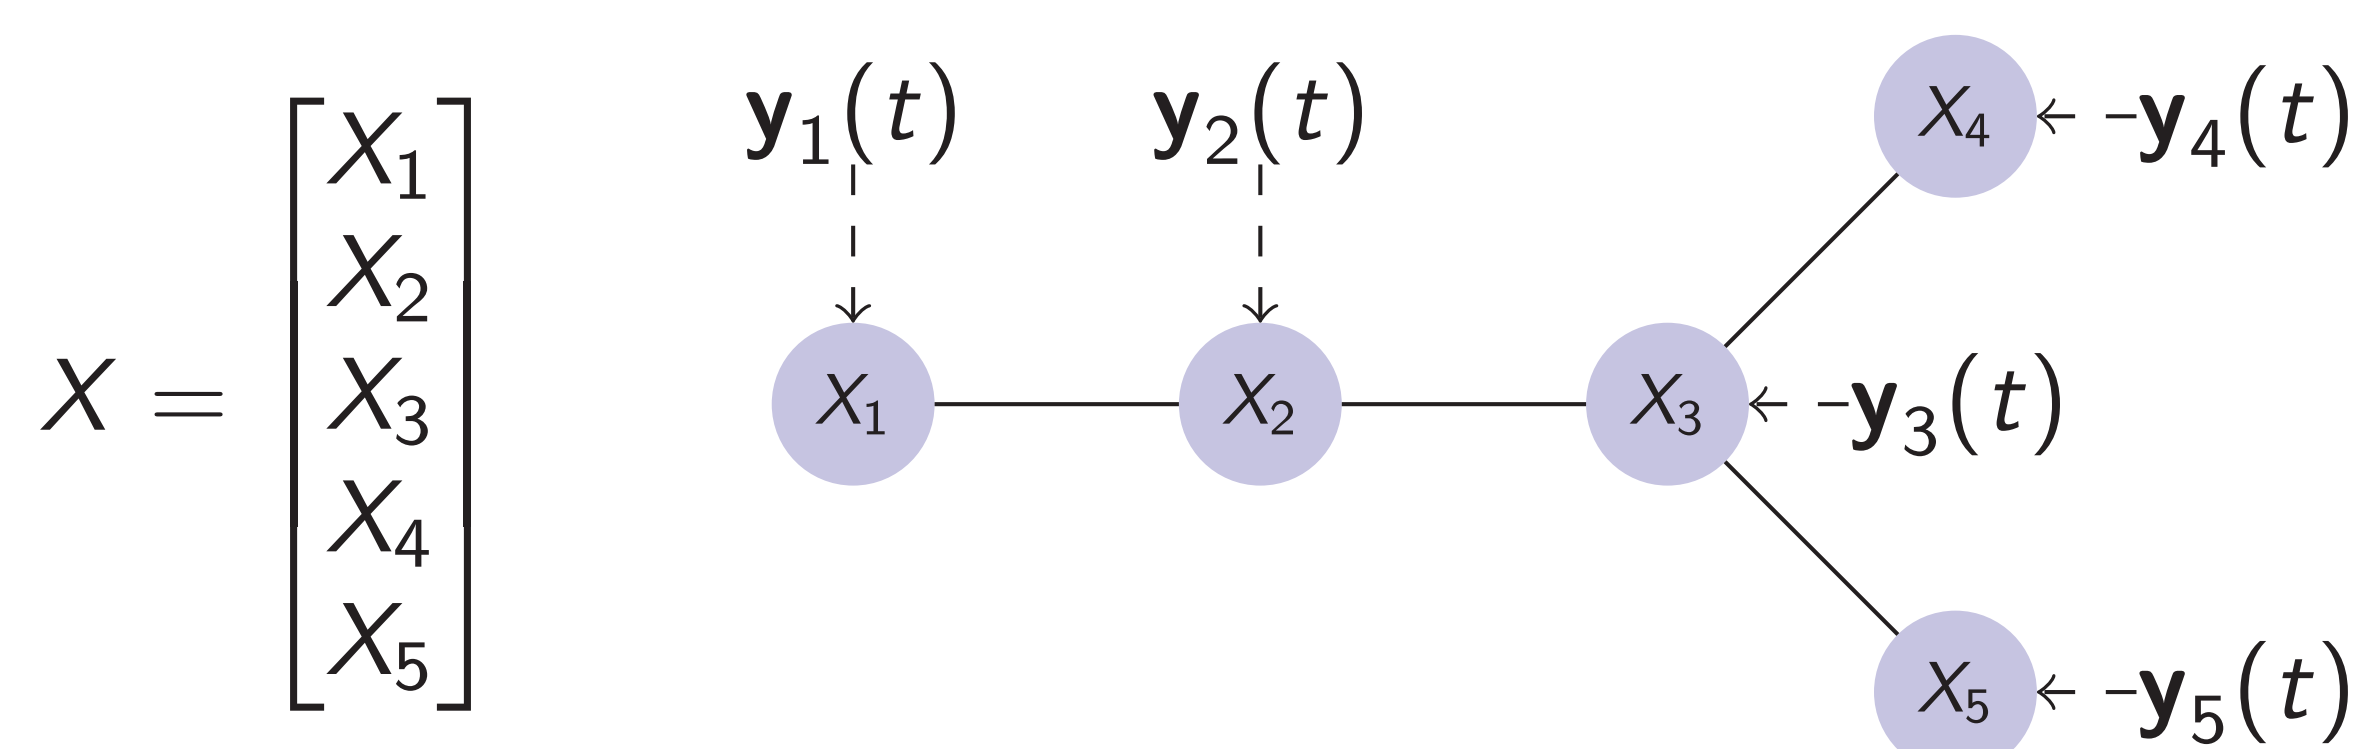 X =
X₁
X₂
X₃
X₄
X₅
𝐲₁(t)
𝐲₂(t)
X₁
X₂
X₃
𝐲₃(t)
X₄
𝐲₄(t)
X₅
𝐲₅(t)